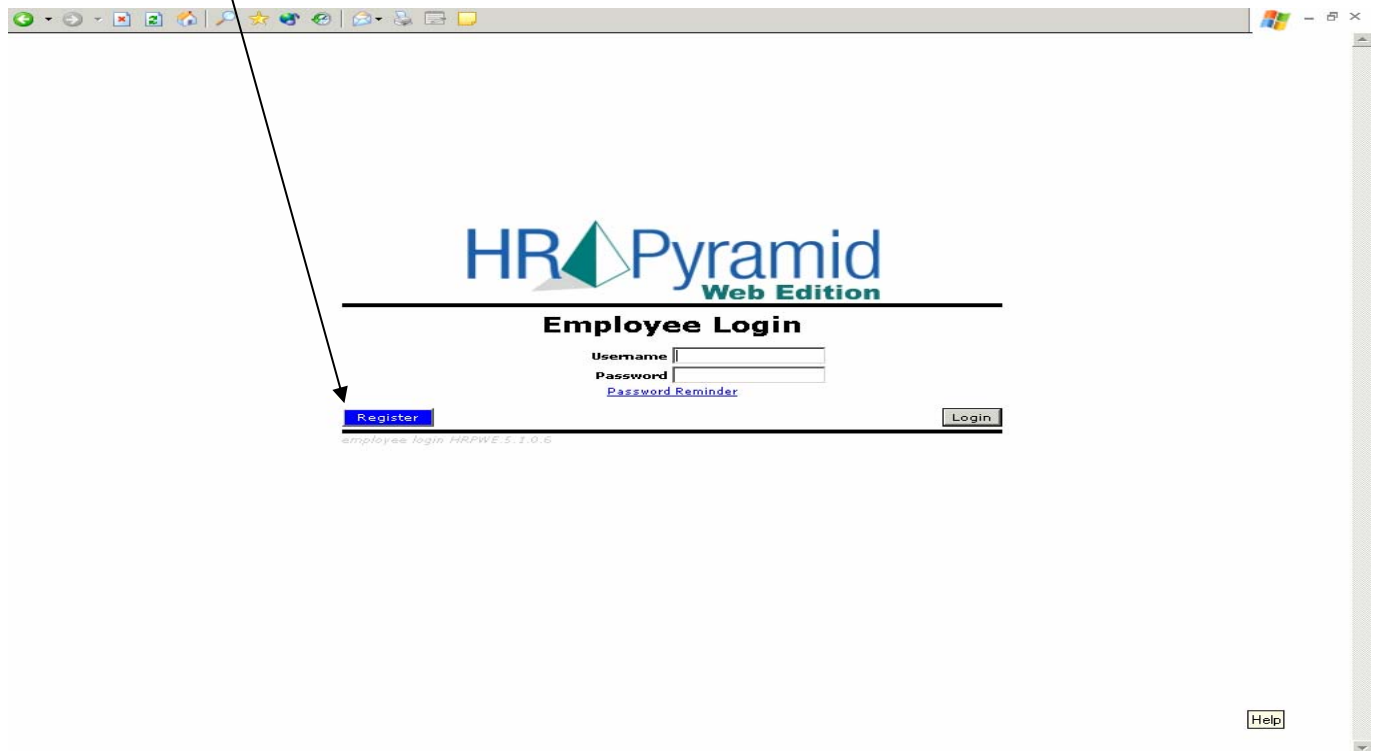 HR Pyramid
Web Edition
Employee Login
Username
Password
Password Reminder
Register
Login
employee login HRPWE.5.1.0.6
Help